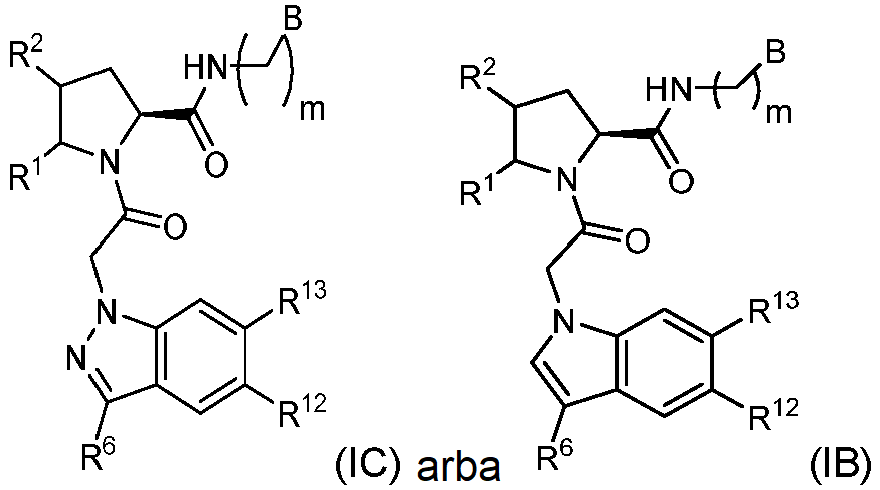 R² HN ( ) m B
R¹ N O
O
N R¹³
N R¹²
R⁶ (IC) arba
R² HN ( ) m B
R¹ N O
O
N R¹³
R¹²
R⁶ (IB)